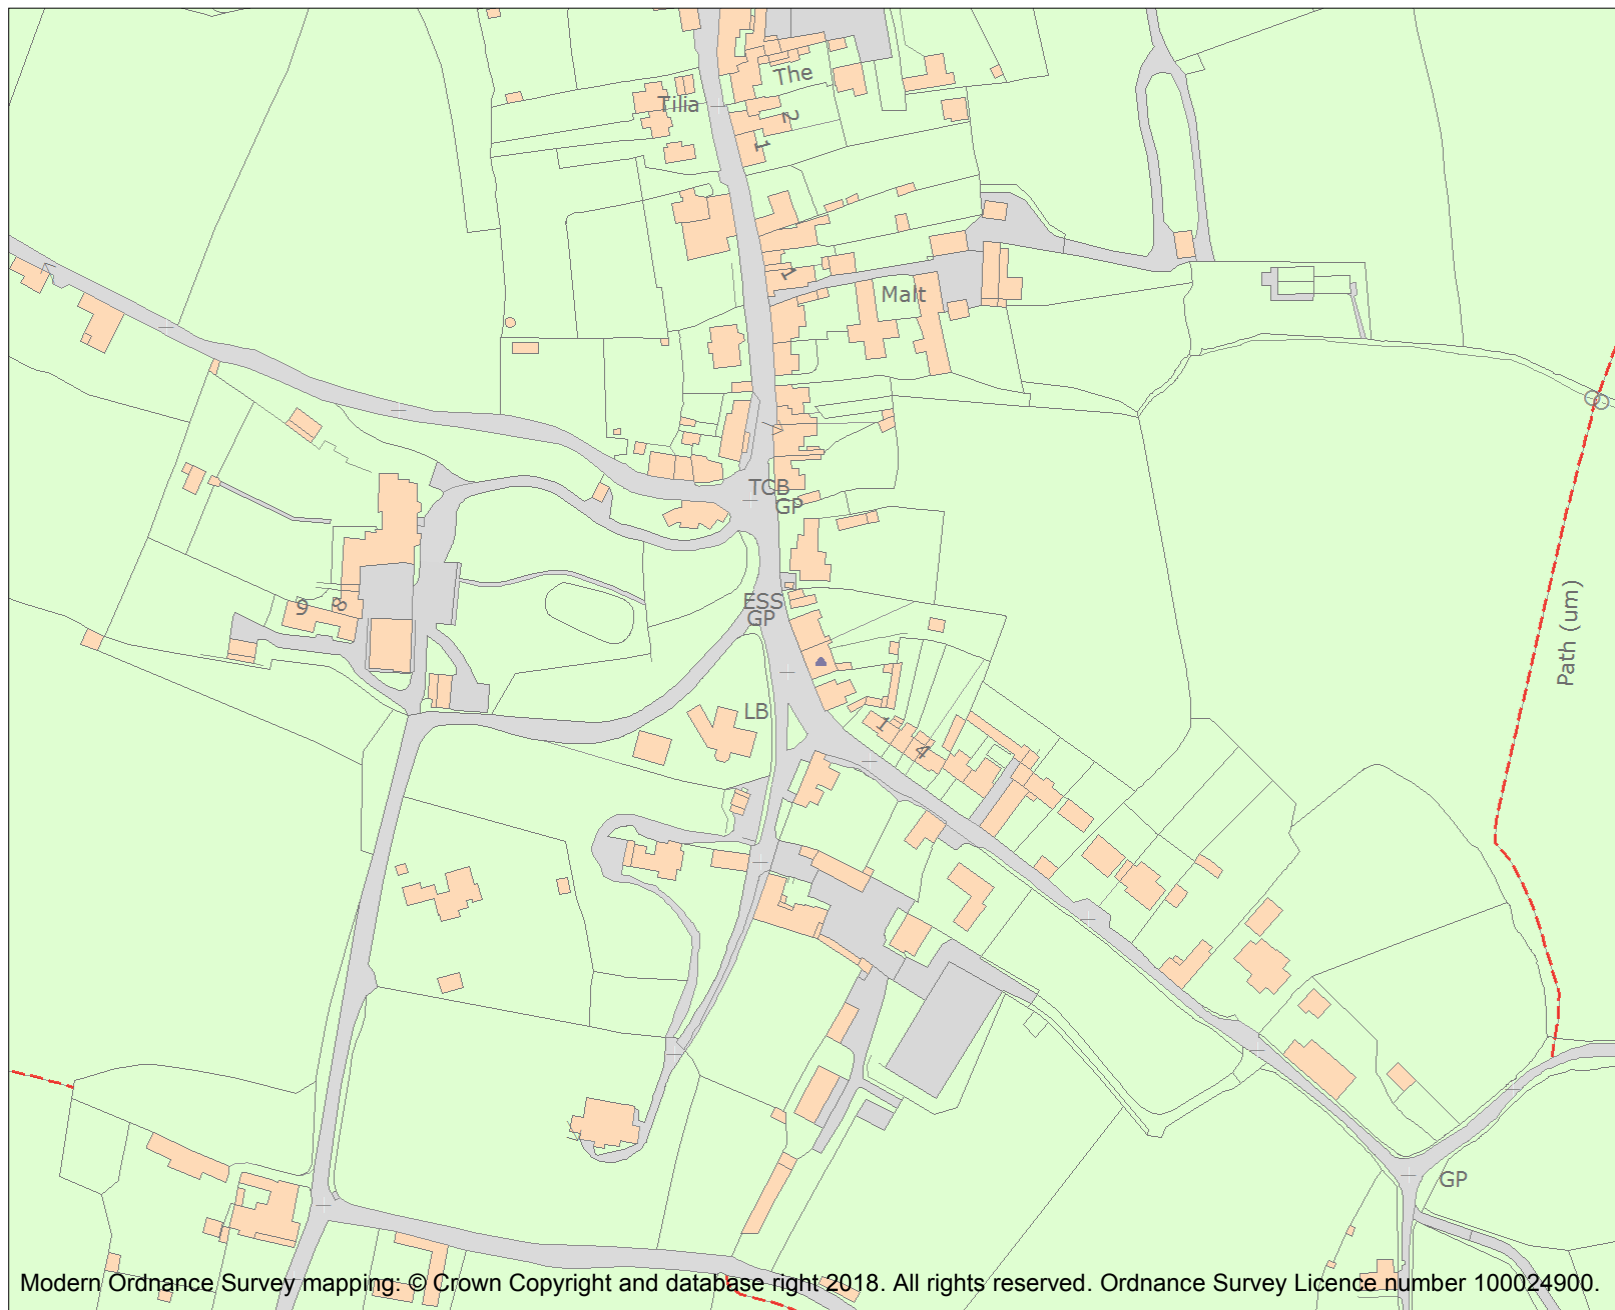 The
Tilia
2
1
1
Malt
TCB
GP
Path (um)
ESS
GP
9
8
LB
1
4
GP
Modern Ordnance Survey mapping: © Crown Copyright and database right 2018. All rights reserved. Ordnance Survey Licence number 100024900.